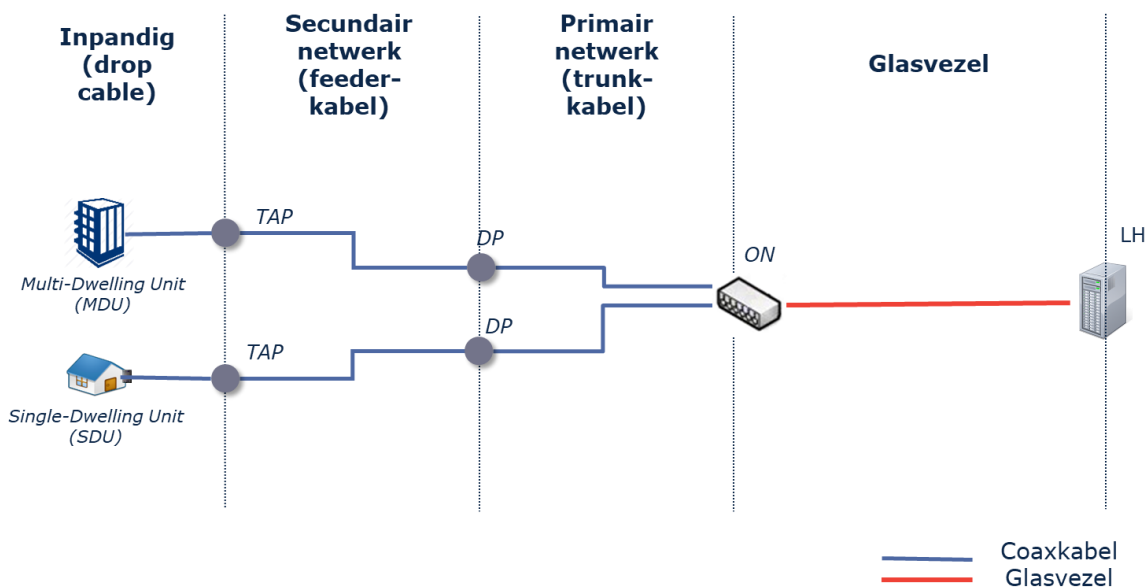 Inpandig
(drop
cable)
Secundair
netwerk
(feeder-
kabel)
Primair
netwerk
(trunk-
kabel)
Glasvezel
TAP
DP
ON
LH
Multi-Dwelling Unit
(MDU)
TAP
DP
Single-Dwelling Unit
(SDU)
Coaxkabel
Glasvezel